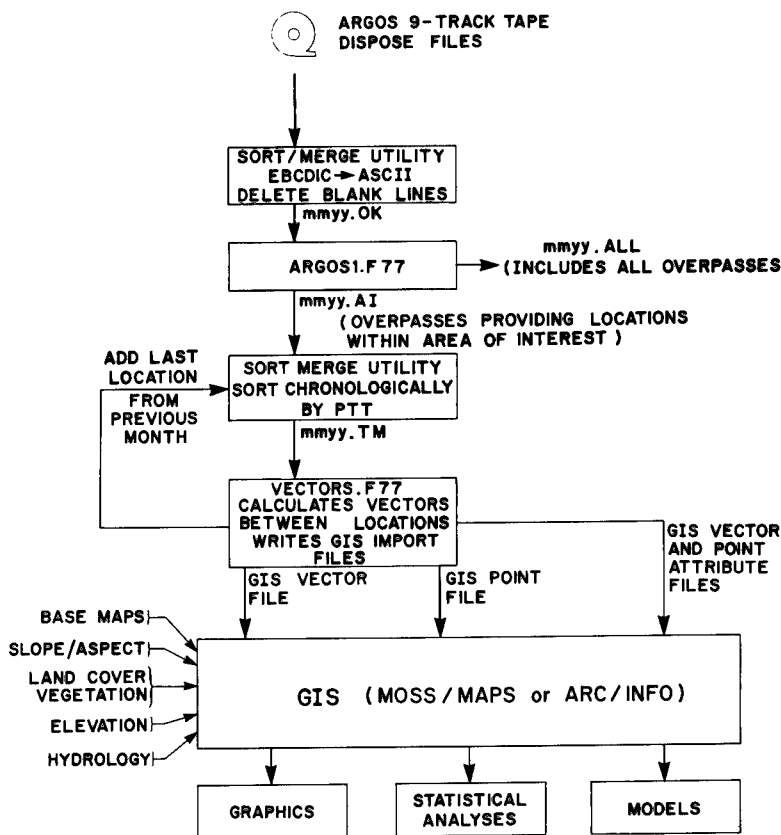 ARGOS 9-TRACK TAPE
DISPOSE FILES
SORT/MERGE UTILITY
EBCDIC→ASCII
DELETE BLANK LINES
mmyy.OK
ARGOS1.F77
mmyy.ALL
(INCLUDES ALL OVERPASSES
mmyy.AI
(OVERPASSES PROVIDING LOCATIONS
WITHIN AREA OF INTEREST)
ADD LAST
LOCATION
FROM
PREVIOUS
MONTH
SORT MERGE UTILITY
SORT CHRONOLOGICALLY
BY PTT
mmyy.TM
VECTORS.F77
CALCULATES VECTORS
BETWEEN LOCATIONS
WRITES GIS IMPORT
FILES
GIS VECTOR
FILE
GIS POINT
FILE
GIS VECTOR
AND POINT
ATTRIBUTE
FILES
BASE MAPS
SLOPE/ASPECT
LAND COVER
VEGETATION
ELEVATION
HYDROLOGY
GIS (MOSS/MAPS or ARC/INFO)
GRAPHICS
STATISTICAL
ANALYSES
MODELS